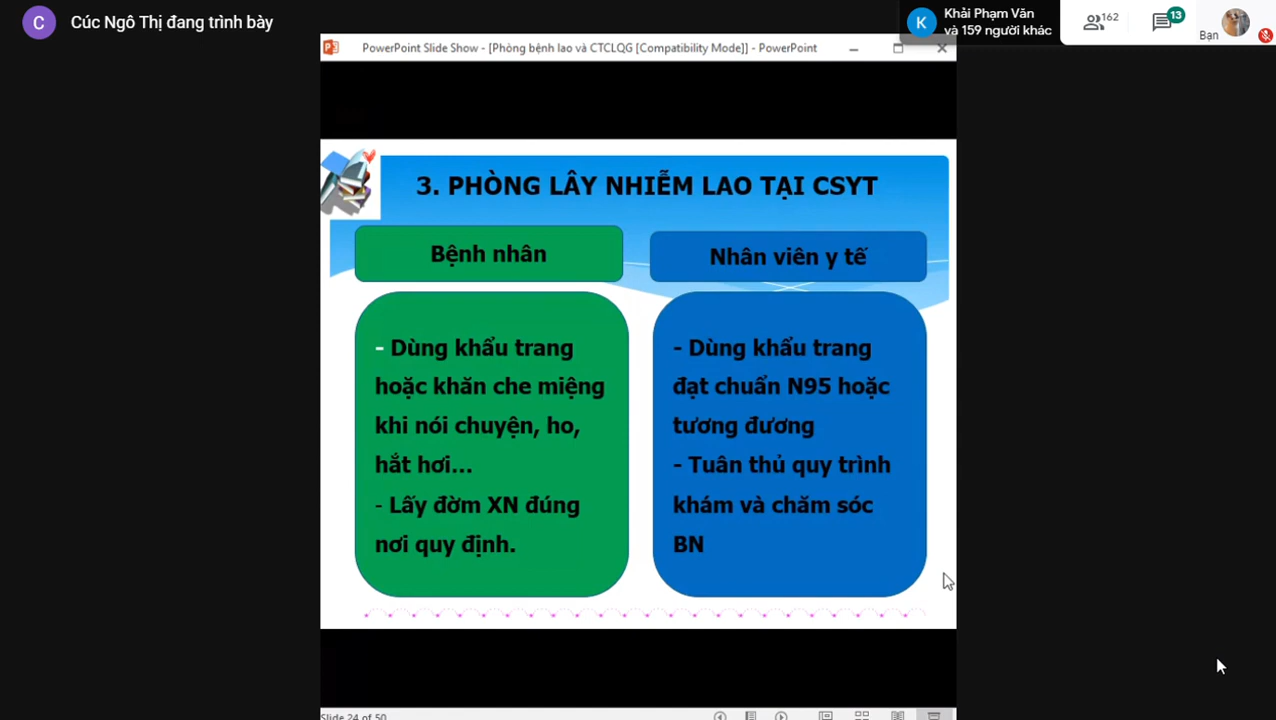 C
Cúc Ngô Thị đang trình bày
K
Khải Phạm Văn
và 159 người khác
162
13
Bạn
PowerPoint Slide Show - [Phòng bệnh lao và CTCLQG [Compatibility Mode]] - PowerPoint
3. PHÒNG LÂY NHIỄM LAO TẠI CSYT
Bệnh nhân
- Dùng khẩu trang
hoặc khăn che miệng
khi nói chuyện, ho,
hắt hơi...
- Lấy đờm XN đúng
nơi quy định.
Nhân viên y tế
- Dùng khẩu trang
đạt chuẩn N95 hoặc
tương đương
- Tuân thủ quy trình
khám và chăm sóc
BN
Slide 24 of 50